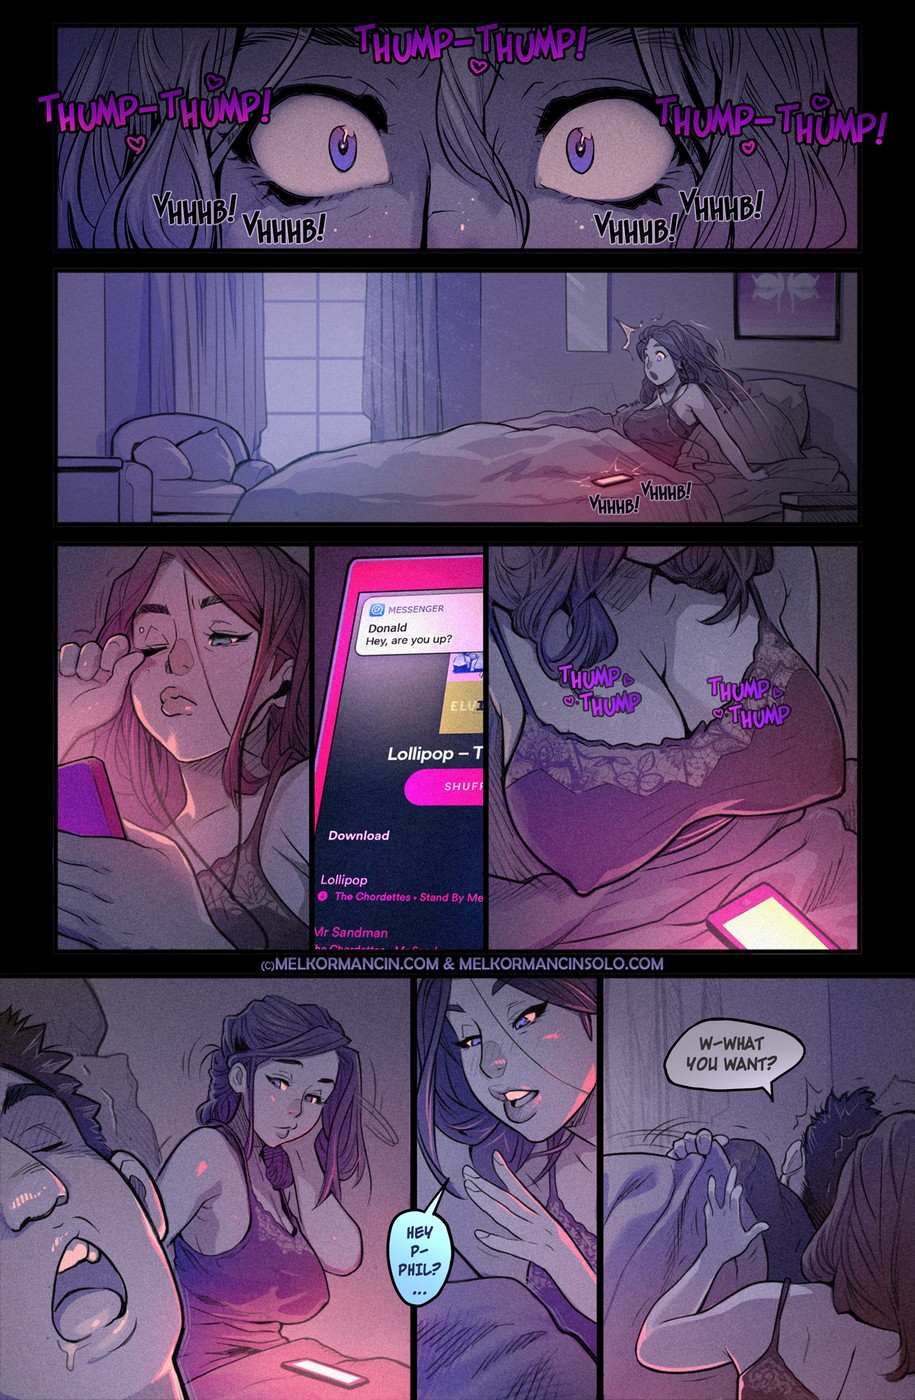 THUMP-THUMP!
THUMP-THUMP!
THUMP-THUMP!
VHHHB!
VHHHB!
VHHHB!
VHHHB!
VHHHB!
VHHHB!
MESSENGER
Donald
Hey, are you up?
ELVI
Lollipop – T
SHUFF
Download
Lollipop
The Chordettes • Stand By Me
Mr Sandman
THUMP
THUMP
THUMP
THUMP
(C)MELKORMANCIN.COM & MELKORMANCINSOLO.COM
HEY
P-
PHIL?
...
W-WHAT
YOU WANT?